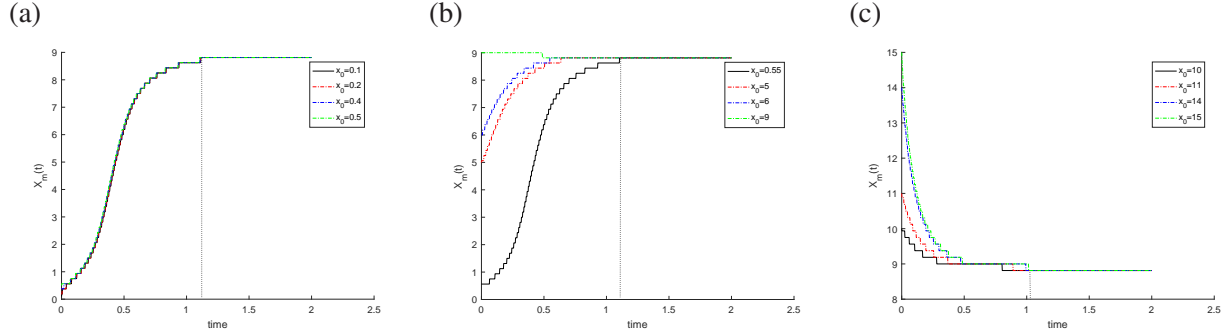 (a)
9
8
7
6
5
4
3
2
1
0
X_m(t)
0
0.5
1
1.5
2
2.5
time
x_0=0.1
x_0=0.2
x_0=0.4
x_0=0.5
(b)
9
8
7
6
5
4
3
2
1
0
X_m(t)
0
0.5
1
1.5
2
2.5
time
x_0=0.55
x_0=5
x_0=6
x_0=9
(c)
15
14
13
12
11
10
9
8
X_m(t)
0
0.5
1
1.5
2
2.5
time
x_0=10
x_0=11
x_0=14
x_0=15